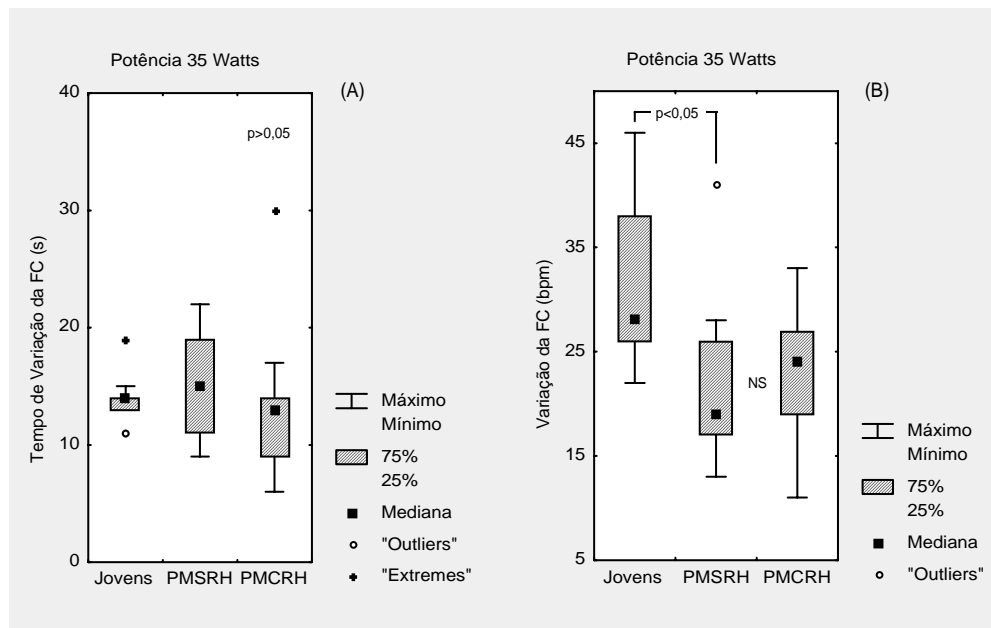 Potência 35 Watts
(A)
Tempo de Variação da FC (s)
40
30
20
10
0
p>0,05
Jovens PMSRH PMCRH
Máximo
Mínimo
75%
25%
Mediana
"Outliers"
"Extremes"
Potência 35 Watts
(B)
Variação da FC (bpm)
45
35
25
15
5
p<0,05
NS
Jovens PMSRH PMCRH
Máximo
Mínimo
75%
25%
Mediana
"Outliers"